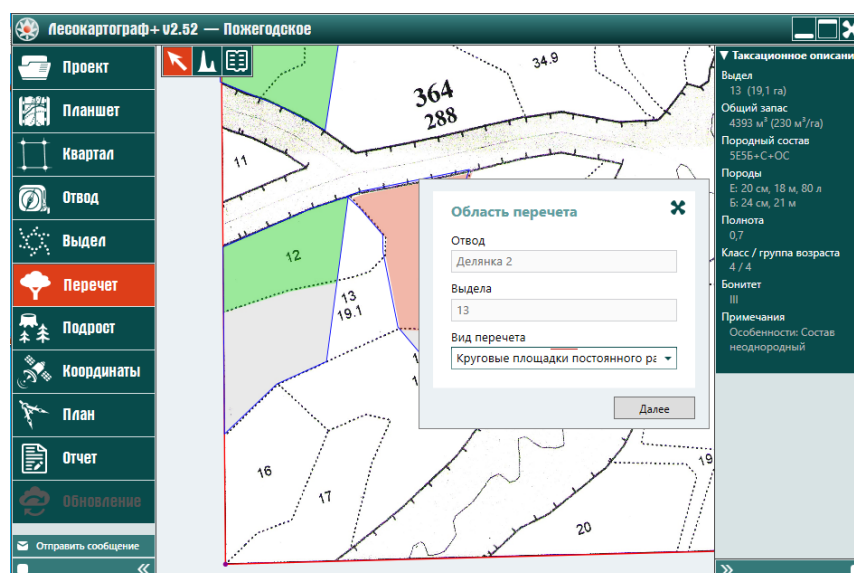 Лесокартограф+ v2.52 — Пожегодское
Проект
Планшет
Квартал
Отвод
Выдел
Перечет
Подрост
Координаты
План
Отчет
Обновление
Отправить сообщение
34.9
364
288
11
12
13
19.1
16
17
20
19
Область перечета
Отвод
Делянка 2
Выдела
13
Вид перечета
Круговые площадки постоянного ра
Далее
▼ Таксационное описани
Выдел
13 (19,1 га)
Общий запас
4393 м³ (230 м³/га)
Породный состав
5Е5Б+С+ОС
Породы
Е: 20 см, 18 м, 80 л
Б: 24 см, 21 м
Полнота
0,7
Класс / группа возраста
4 / 4
Бонитет
III
Примечания
Особенности: Состав
неоднородный